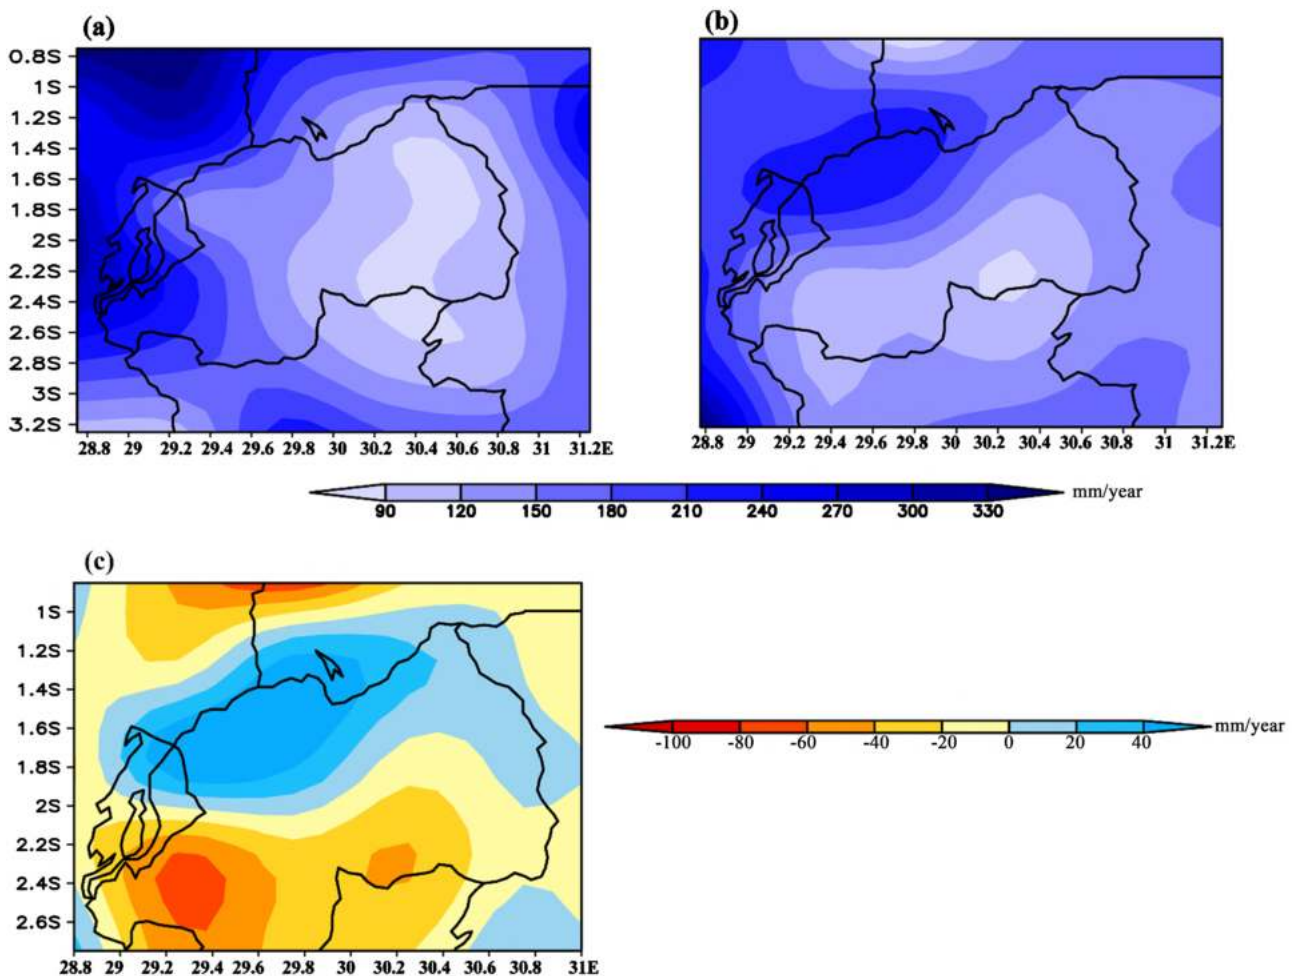 (a)
0.8S
1S
1.2S
1.4S
1.6S
1.8S
2S
2.2S
2.4S
2.6S
2.8S
3S
3.2S
28.8 29 29.2 29.4 29.6 29.8 30 30.2 30.4 30.6 30.8 31 31.2E
(b)
28.8 29 29.2 29.4 29.6 29.8 30 30.2 30.4 30.6 30.8 31 31.2E
90 120 150 180 210 240 270 300 330 mm/year
(c)
1S
1.2S
1.4S
1.6S
1.8S
2S
2.2S
2.4S
2.6S
28.8 29 29.2 29.4 29.6 29.8 30 30.2 30.4 30.6 30.8 31E
-100 -80 -60 -40 -20 0 20 40 mm/year